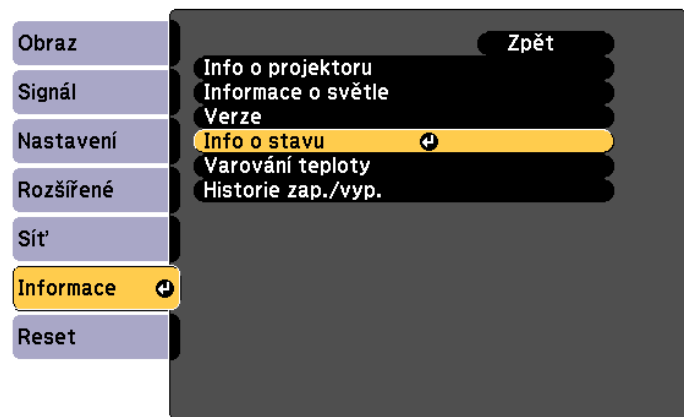 Obraz
Signál
Nastavení
Rozšířené
Síť
Informace
Reset
Zpět
Info o projektoru
Informace o světle
Verze
Info o stavu
Varování teploty
Historie zap./vyp.